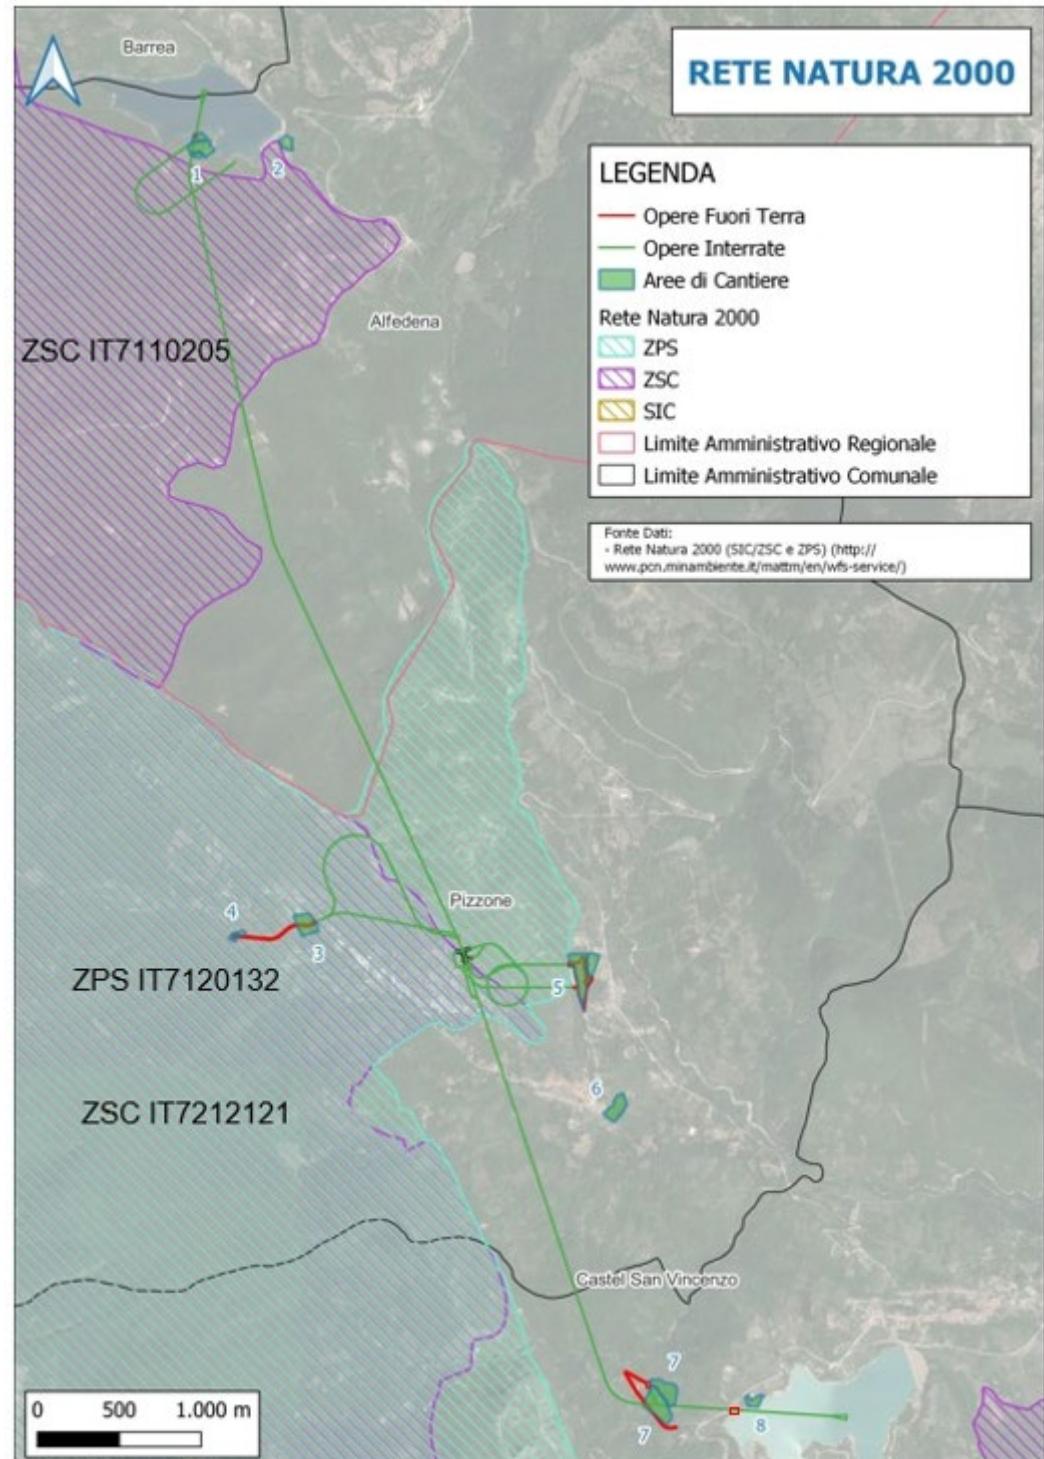 RETE NATURA 2000
LEGENDA
Opere Fuori Terra
Opere Interrate
Aree di Cantiere
Rete Natura 2000
ZPS
ZSC
SIC
Limite Amministrativo Regionale
Limite Amministrativo Comunale
Fonte Dati:
- Rete Natura 2000 (SIC/ZSC e ZPS) (http://
www.pcn.minambiente.it/mattm/en/wfs-service/)
Barrea
1
2
Alfedena
ZSC IT7110205
Pizzone
4
3
ZPS IT7120132
5
6
ZSC IT7212121
Castel San Vincenzo
7
7
8
0 500 1.000 m